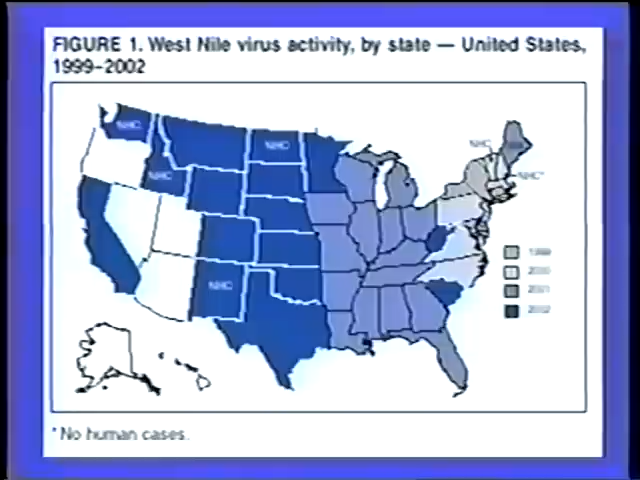 FIGURE 1. West Nile virus activity, by state — United States,
1999–2002
NHC
NHC
NHC
NHC
NHC*
NHC
1999
2000
2001
2002
*No human cases.